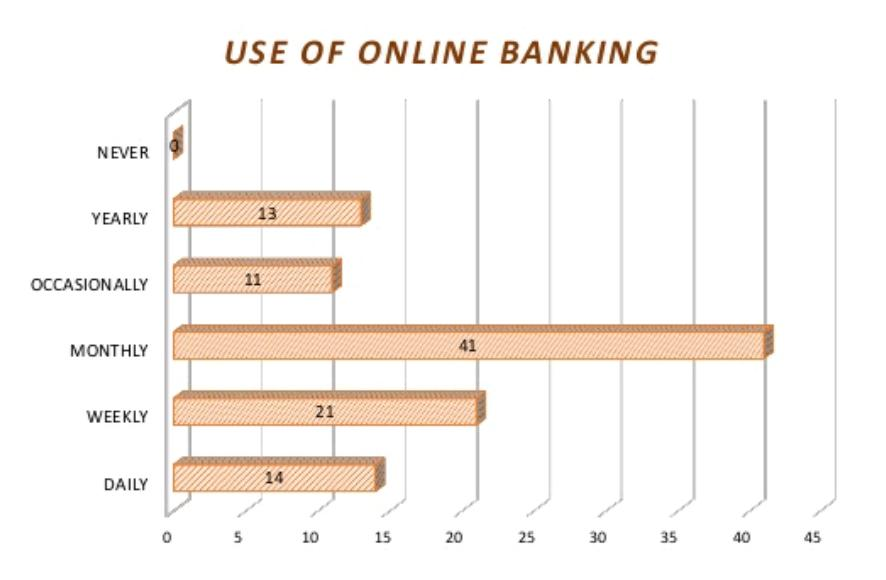 USE OF ONLINE BANKING
NEVER 0
YEARLY 13
OCCASIONALLY 11
MONTHLY 41
WEEKLY 21
DAILY 14
0 5 10 15 20 25 30 35 40 45